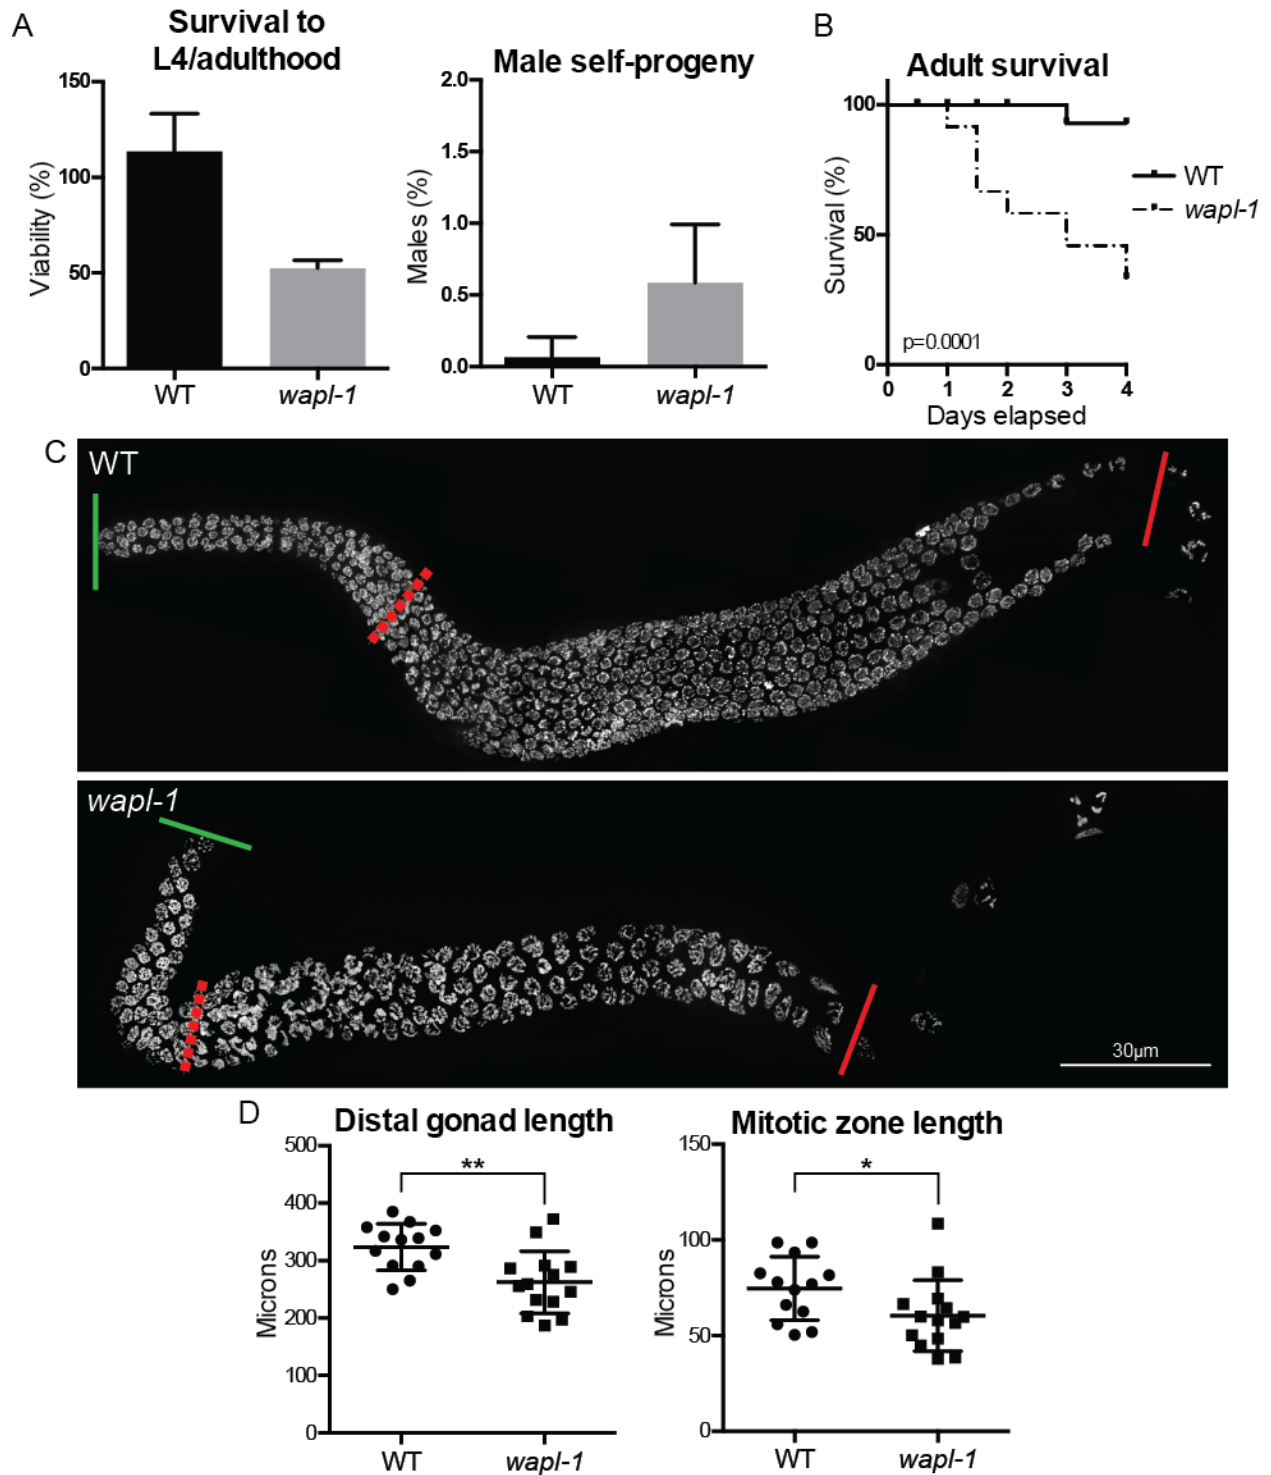 A
Survival to
L4/adulthood
Viability (%)
150
100
50
0
WT
wapl-1
Male self-progeny
Males (%)
2.0
1.5
1.0
0.5
0.0
WT
wapl-1
B
Adult survival
Survival (%)
100
50
0
p=0.0001
0 1 2 3 4
Days elapsed
WT
wapl-1
C
WT
wapl-1
30µm
D
Distal gonad length
Microns
500
400
300
200
100
0
**
WT
wapl-1
Mitotic zone length
Microns
150
100
50
0
*
WT
wapl-1